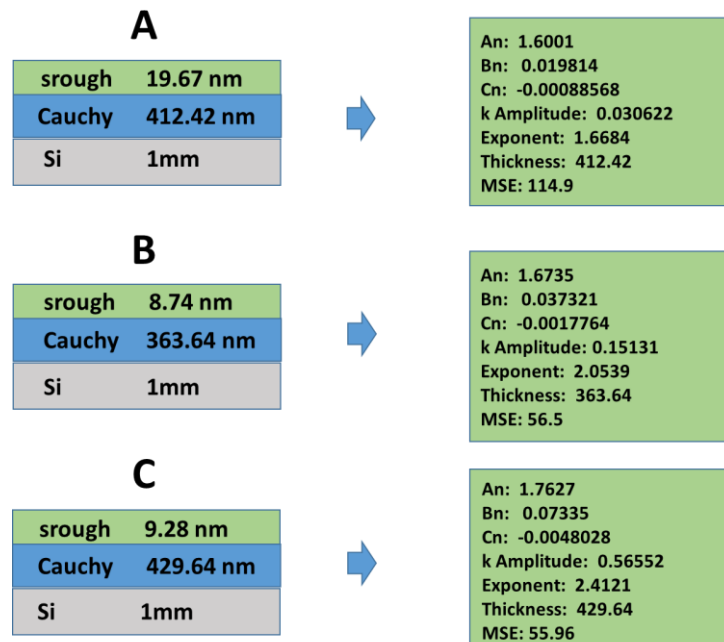 A
srough 19.67 nm
Cauchy 412.42 nm
Si 1mm
An: 1.6001
Bn: 0.019814
Cn: -0.00088568
k Amplitude: 0.030622
Exponent: 1.6684
Thickness: 412.42
MSE: 114.9
B
srough 8.74 nm
Cauchy 363.64 nm
Si 1mm
An: 1.6735
Bn: 0.037321
Cn: -0.0017764
k Amplitude: 0.15131
Exponent: 2.0539
Thickness: 363.64
MSE: 56.5
C
srough 9.28 nm
Cauchy 429.64 nm
Si 1mm
An: 1.7627
Bn: 0.07335
Cn: -0.0048028
k Amplitude: 0.56552
Exponent: 2.4121
Thickness: 429.64
MSE: 55.96